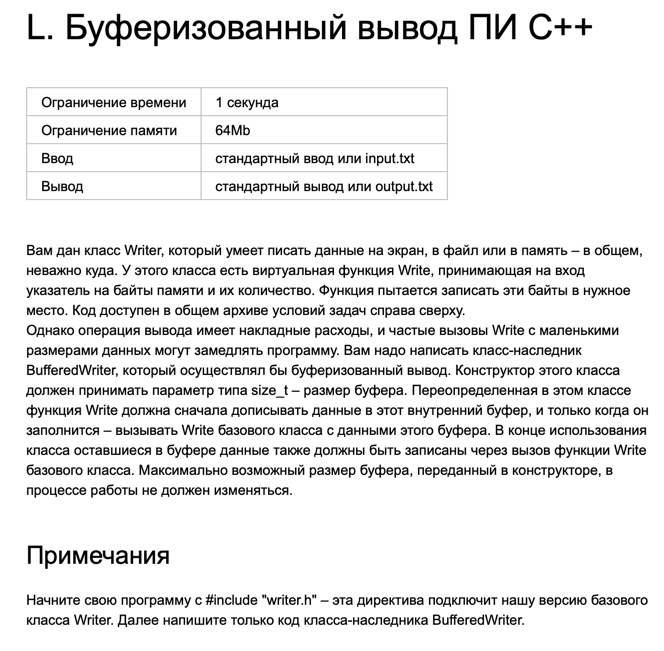 L. Буферизованный вывод ПИ C++
Ограничение времени 1 секунда
Ограничение памяти 64Mb
Ввод стандартный ввод или input.txt
Вывод стандартный вывод или output.txt
Вам дан класс Writer, который умеет писать данные на экран, в файл или в память – в общем,
неважно куда. У этого класса есть виртуальная функция Write, принимающая на вход
указатель на байты памяти и их количество. Функция пытается записать эти байты в нужное
место. Код доступен в общем архиве условий задач справа сверху.
Однако операция вывода имеет накладные расходы, и частые вызовы Write с маленькими
размерами данных могут замедлять программу. Вам надо написать класс-наследник
BufferedWriter, который осуществлял бы буферизованный вывод. Конструктор этого класса
должен принимать параметр типа size_t – размер буфера. Переопределенная в этом классе
функция Write должна сначала дописывать данные в этот внутренний буфер, и только когда он
заполнится – вызывать Write базового класса с данными этого буфера. В конце использования
класса оставшиеся в буфере данные также должны быть записаны через вызов функции Write
базового класса. Максимально возможный размер буфера, переданный в конструкторе, в
процессе работы не должен изменяться.
Примечания
Начните свою программу с #include "writer.h" – эта директива подключит нашу версию базового
класса Writer. Далее напишите только код класса-наследника BufferedWriter.